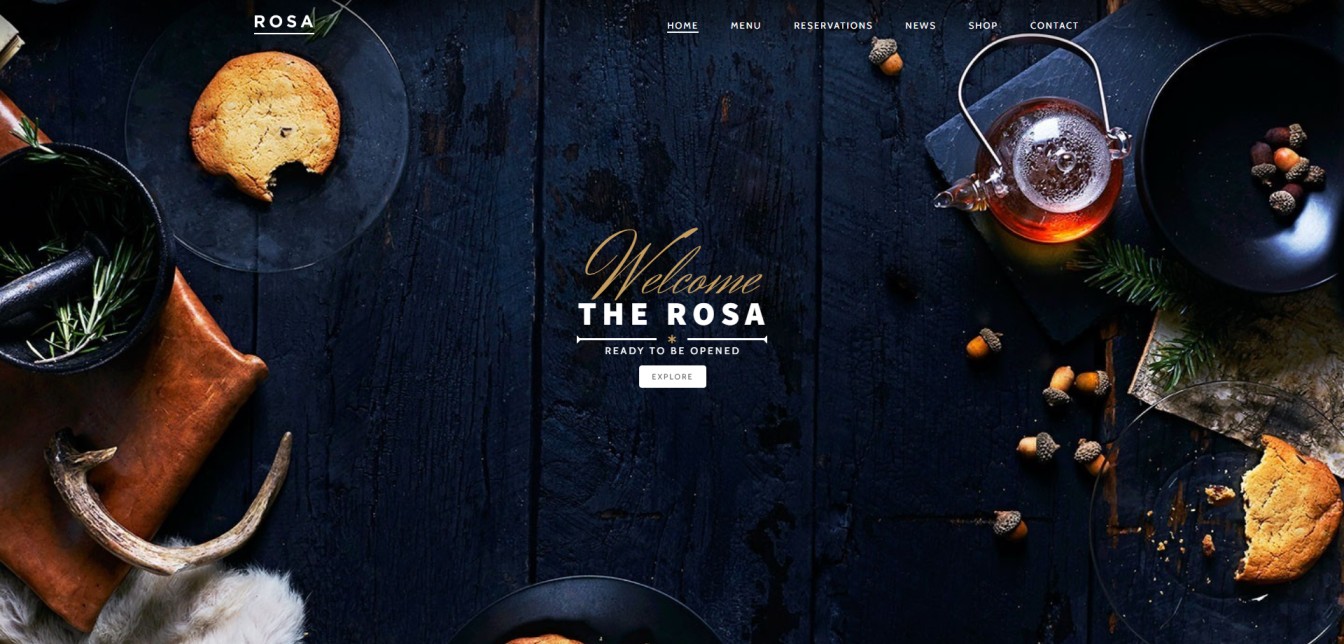 ROSA
HOME MENU RESERVATIONS NEWS SHOP CONTACT
Welcome
THE ROSA
READY TO BE OPENED
EXPLORE